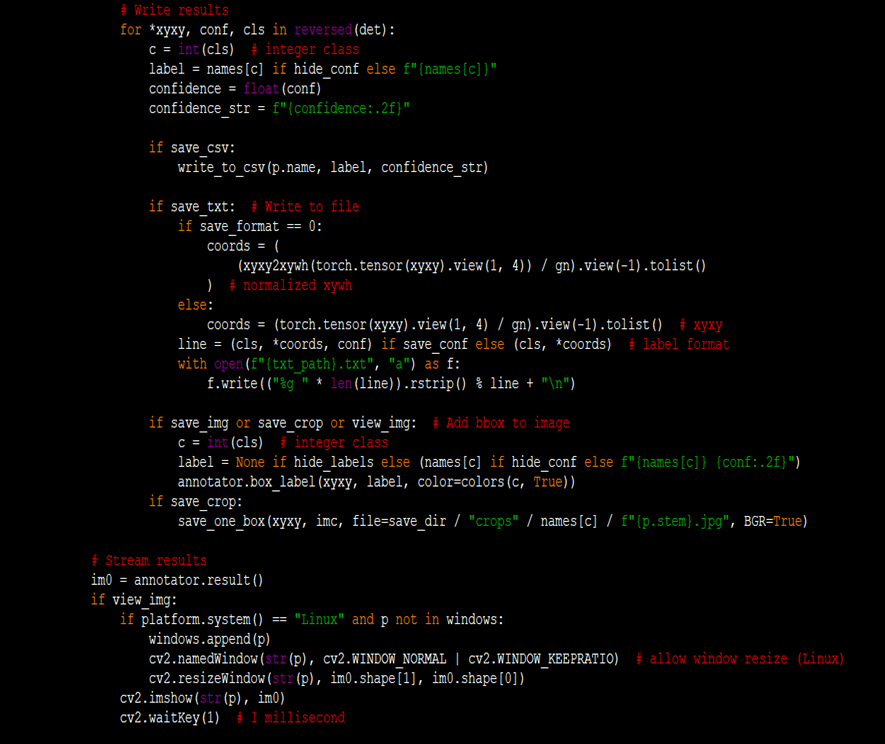 # Write results
for *xyxy, conf, cls in reversed(det):
    c = int(cls)  # integer class
    label = names[c] if hide_conf else f"{names[c]}"
    confidence = float(conf)
    confidence_str = f"{confidence:.2f}"

    if save_csv:
        write_to_csv(p.name, label, confidence_str)

    if save_txt:  # Write to file
        if save_format == 0:
            coords = (
                (xyxy2xywh(torch.tensor(xyxy).view(1, 4)) / gn).view(-1).tolist()
            )  # normalized xywh
        else:
            coords = (torch.tensor(xyxy).view(1, 4) / gn).view(-1).tolist()  # xyxy
        line = (cls, *coords, conf) if save_conf else (cls, *coords)  # label format
        with open(f"{txt_path}.txt", "a") as f:
            f.write(("%g " * len(line)).rstrip() % line + "\n")

    if save_img or save_crop or view_img:  # Add bbox to image
        c = int(cls)  # integer class
        label = None if hide_labels else (names[c] if hide_conf else f"{names[c]} {conf:.2f}")
        annotator.box_label(xyxy, label, color=colors(c, True))
    if save_crop:
        save_one_box(xyxy, imc, file=save_dir / "crops" / names[c] / f"{p.stem}.jpg", BGR=True)

# Stream results
im0 = annotator.result()
if view_img:
    if platform.system() == "Linux" and p not in windows:
        windows.append(p)
        cv2.namedWindow(str(p), cv2.WINDOW_NORMAL | cv2.WINDOW_KEEPRATIO)  # allow window resize (Linux)
        cv2.resizeWindow(str(p), im0.shape[1], im0.shape[0])
    cv2.imshow(str(p), im0)
    cv2.waitKey(1)  # 1 millisecond